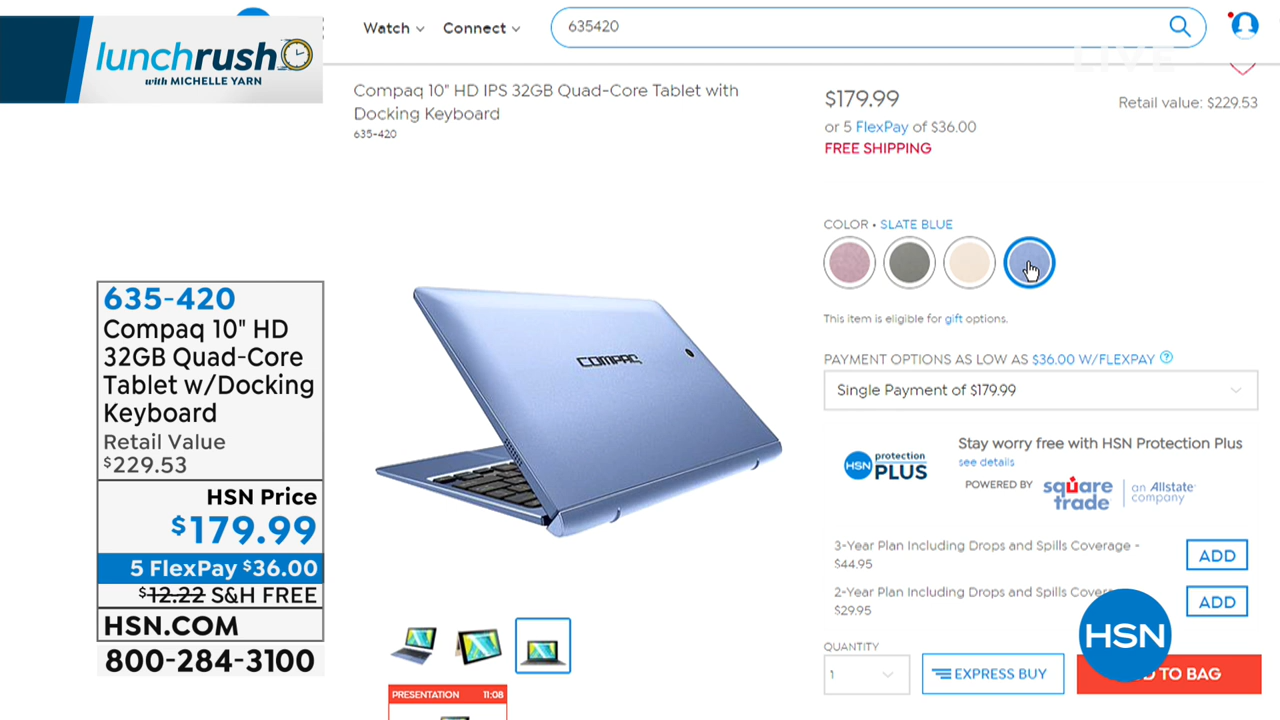 lunchrush
with MICHELLE YARN
Watch
Connect
635420
LIVE
Compaq 10" HD IPS 32GB Quad-Core Tablet with
Docking Keyboard
635-420
$179.99
Retail value: $229.53
or 5 FlexPay of $36.00
FREE SHIPPING
COLOR • SLATE BLUE
This item is eligible for gift options.
PAYMENT OPTIONS AS LOW AS $36.00 W/FLEXPAY ?
Single Payment of $179.99
HSN protection PLUS
Stay worry free with HSN Protection Plus
see details
POWERED BY
square trade
an Allstate company
3-Year Plan Including Drops and Spills Coverage -
$44.95
ADD
2-Year Plan Including Drops and Spills
$29.95
ADD
QUANTITY
1
EXPRESS BUY
TO BAG
HSN
COMPAQ
635-420
Compaq 10" HD
32GB Quad-Core
Tablet w/Docking
Keyboard
Retail Value
$229.53
HSN Price
$179.99
5 FlexPay $36.00
$12.22 S&H FREE
HSN.COM
800-284-3100
PRESENTATION 11:08